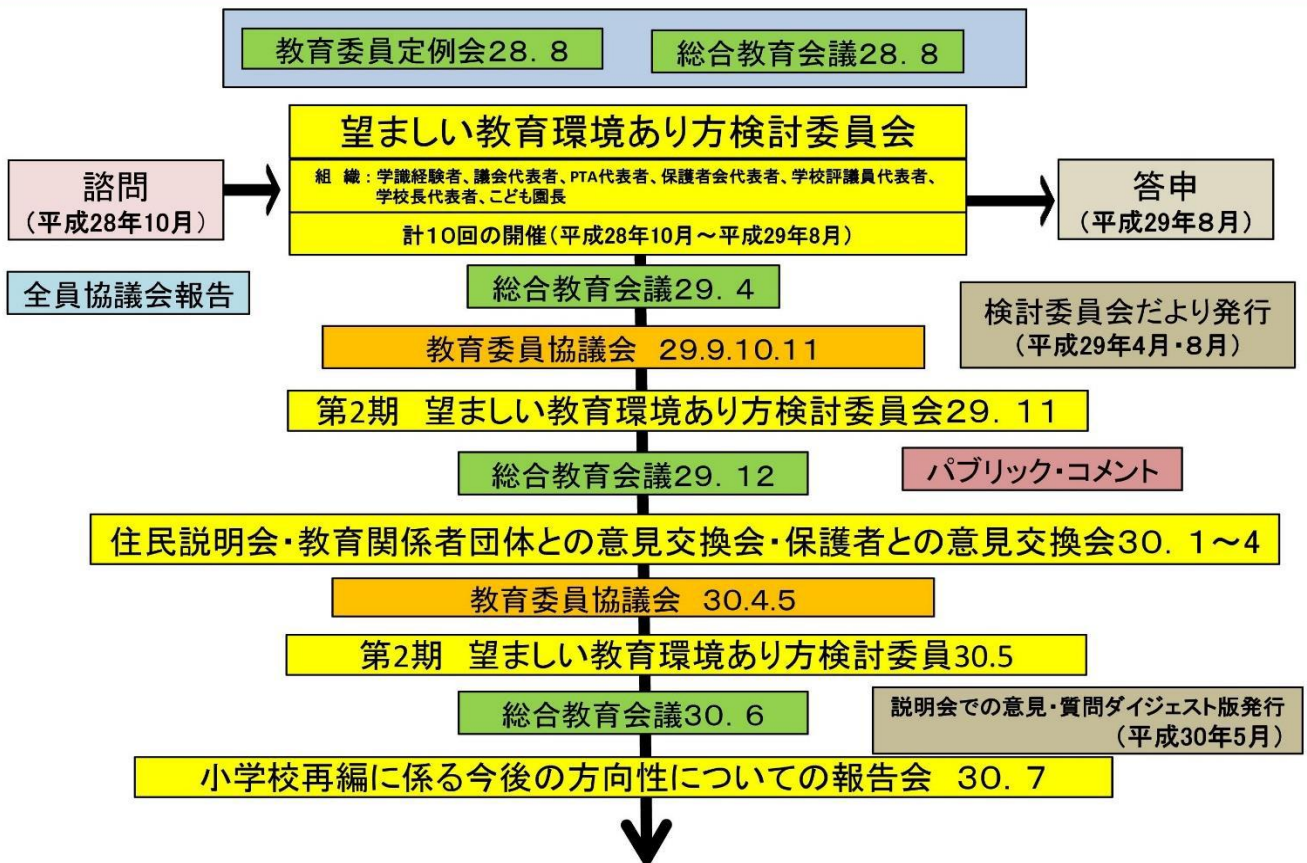 教育委員定例会28. 8
総合教育会議28. 8
望ましい教育環境あり方検討委員会
組 織：学識経験者、議会代表者、PTA代表者、保護者会代表者、学校評議員代表者、
学校長代表者、こども園長
計１０回の開催（平成28年10月～平成29年8月）
諮問
（平成28年10月）
答申
（平成29年８月）
全員協議会報告
総合教育会議29. 4
検討委員会だより発行
（平成29年4月・８月）
教育委員協議会 29.9.10.11
第2期 望ましい教育環境あり方検討委員会２９. １１
総合教育会議29. 12
パブリック・コメント
住民説明会・教育関係者団体との意見交換会・保護者との意見交換会３０. １～４
教育委員協議会 30.4.5
第2期 望ましい教育環境あり方検討委員30.5
総合教育会議３０. ６
説明会での意見・質問ダイジェスト版発行
（平成30年5月）
小学校再編に係る今後の方向性についての報告会 ３０. ７